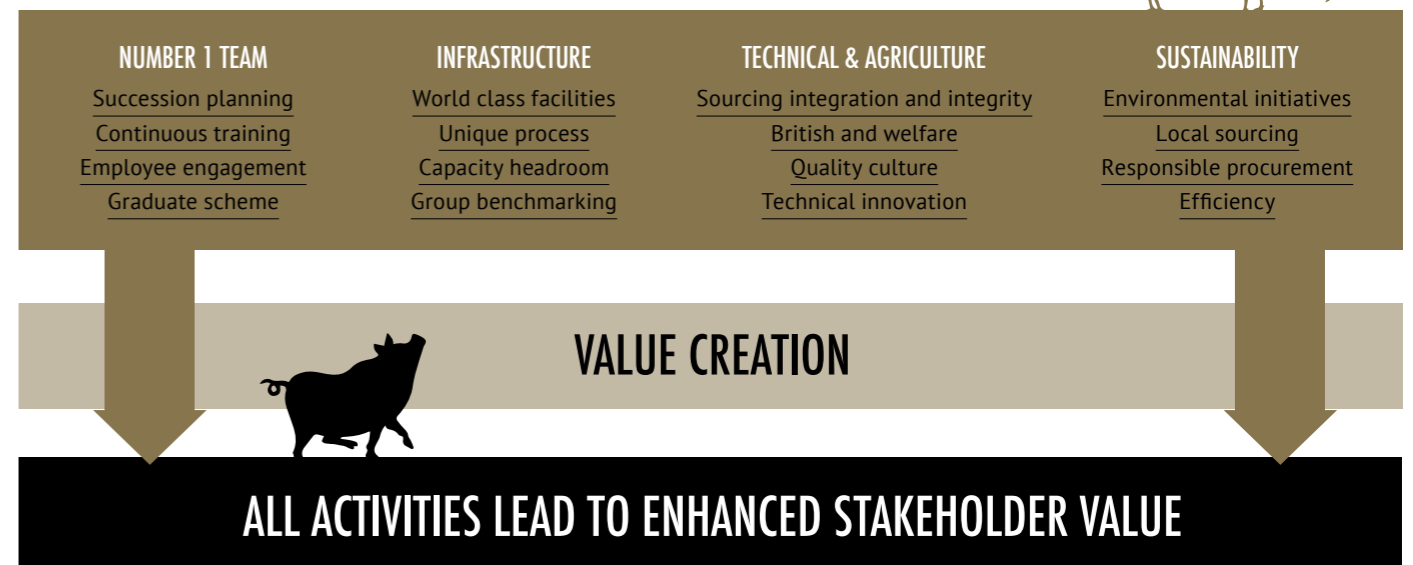 NUMBER 1 TEAM
Succession planning
Continuous training
Employee engagement
Graduate scheme
INFRASTRUCTURE
World class facilities
Unique process
Capacity headroom
Group benchmarking
TECHNICAL & AGRICULTURE
Sourcing integration and integrity
British and welfare
Quality culture
Technical innovation
SUSTAINABILITY
Environmental initiatives
Local sourcing
Responsible procurement
Efficiency
VALUE CREATION
ALL ACTIVITIES LEAD TO ENHANCED STAKEHOLDER VALUE